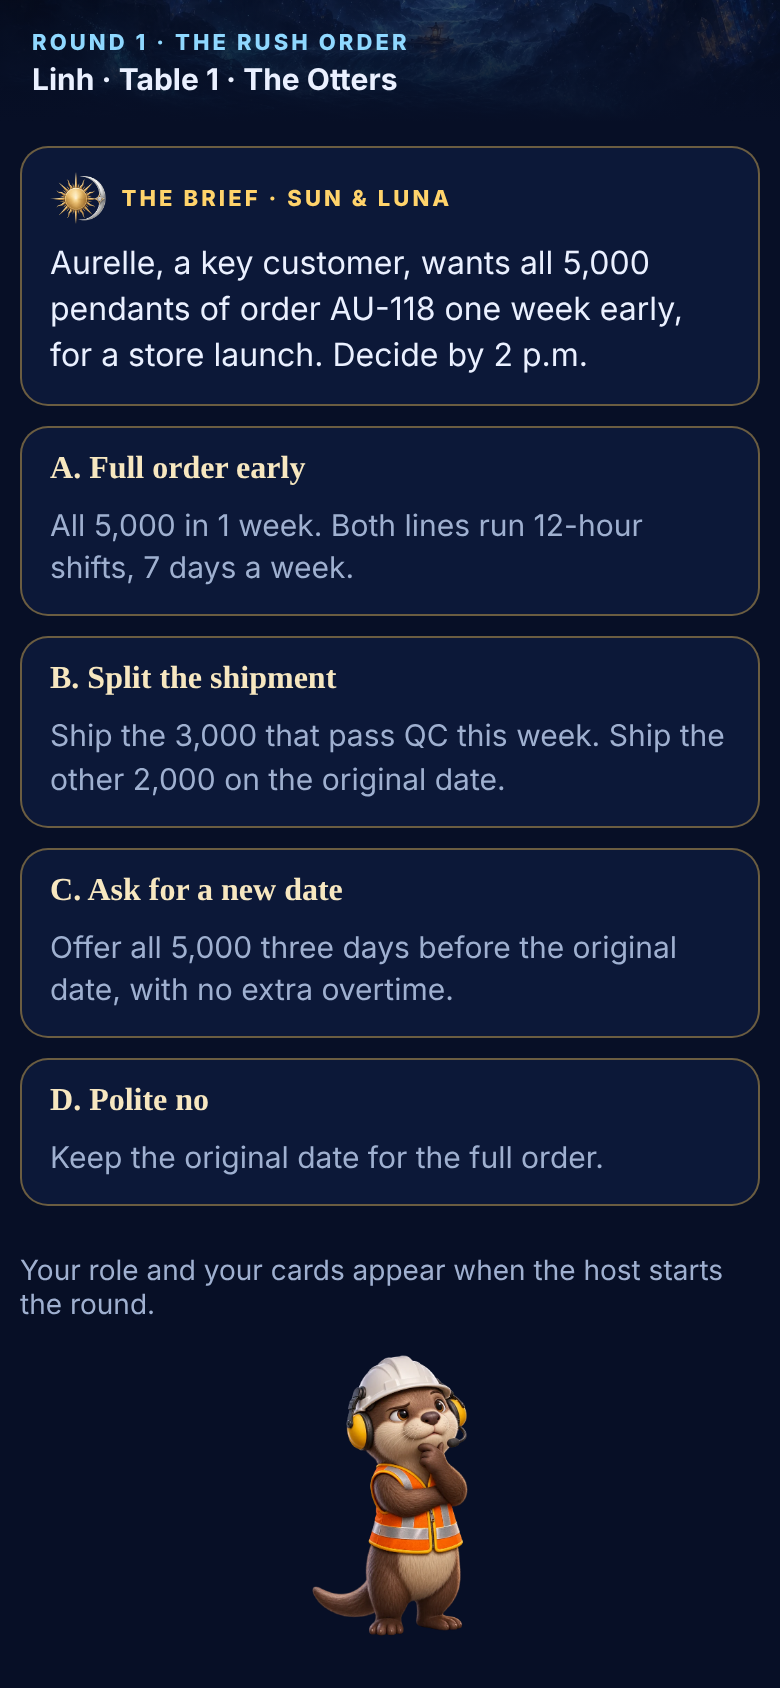 ROUND 1 · THE RUSH ORDER
Linh · Table 1 · The Otters
THE BRIEF · SUN & LUNA
Aurelle, a key customer, wants all 5,000
pendants of order AU-118 one week early,
for a store launch. Decide by 2 p.m.
A. Full order early
All 5,000 in 1 week. Both lines run 12-hour
shifts, 7 days a week.
B. Split the shipment
Ship the 3,000 that pass QC this week. Ship the
other 2,000 on the original date.
C. Ask for a new date
Offer all 5,000 three days before the original
date, with no extra overtime.
D. Polite no
Keep the original date for the full order.
Your role and your cards appear when the host starts
the round.